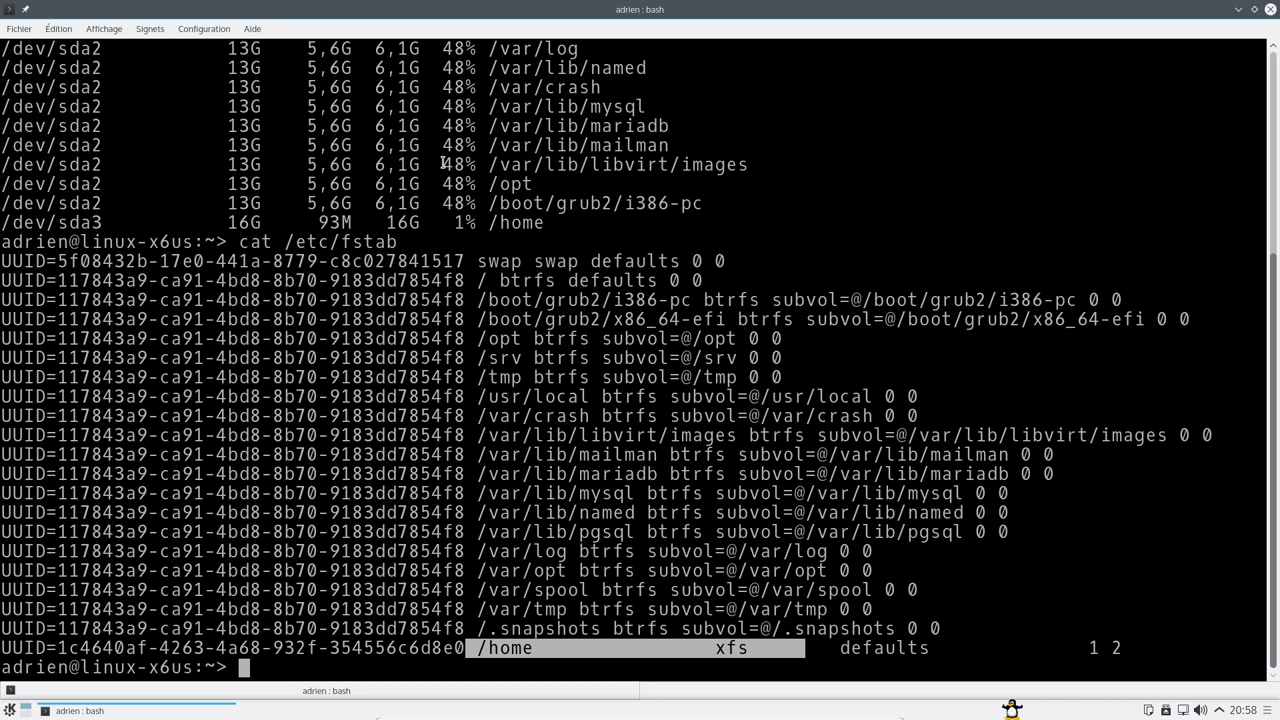 adrien : bash
Fichier Édition Affichage Signets Configuration Aide
/dev/sda2 13G 5,6G 6,1G 48% /var/log
/dev/sda2 13G 5,6G 6,1G 48% /var/lib/named
/dev/sda2 13G 5,6G 6,1G 48% /var/crash
/dev/sda2 13G 5,6G 6,1G 48% /var/lib/mysql
/dev/sda2 13G 5,6G 6,1G 48% /var/lib/mariadb
/dev/sda2 13G 5,6G 6,1G 48% /var/lib/mailman
/dev/sda2 13G 5,6G 6,1G 48% /var/lib/libvirt/images
/dev/sda2 13G 5,6G 6,1G 48% /opt
/dev/sda2 13G 5,6G 6,1G 48% /boot/grub2/i386-pc
/dev/sda3 16G 93M 16G 1% /home
adrien@linux-x6us:~> cat /etc/fstab
UUID=5f08432b-17e0-441a-8779-c8c027841517 swap swap defaults 0 0
UUID=117843a9-ca91-4bd8-8b70-9183dd7854f8 / btrfs defaults 0 0
UUID=117843a9-ca91-4bd8-8b70-9183dd7854f8 /boot/grub2/i386-pc btrfs subvol=@/boot/grub2/i386-pc 0 0
UUID=117843a9-ca91-4bd8-8b70-9183dd7854f8 /boot/grub2/x86_64-efi btrfs subvol=@/boot/grub2/x86_64-efi 0 0
UUID=117843a9-ca91-4bd8-8b70-9183dd7854f8 /opt btrfs subvol=@/opt 0 0
UUID=117843a9-ca91-4bd8-8b70-9183dd7854f8 /srv btrfs subvol=@/srv 0 0
UUID=117843a9-ca91-4bd8-8b70-9183dd7854f8 /tmp btrfs subvol=@/tmp 0 0
UUID=117843a9-ca91-4bd8-8b70-9183dd7854f8 /usr/local btrfs subvol=@/usr/local 0 0
UUID=117843a9-ca91-4bd8-8b70-9183dd7854f8 /var/crash btrfs subvol=@/var/crash 0 0
UUID=117843a9-ca91-4bd8-8b70-9183dd7854f8 /var/lib/libvirt/images btrfs subvol=@/var/lib/libvirt/images 0 0
UUID=117843a9-ca91-4bd8-8b70-9183dd7854f8 /var/lib/mailman btrfs subvol=@/var/lib/mailman 0 0
UUID=117843a9-ca91-4bd8-8b70-9183dd7854f8 /var/lib/mariadb btrfs subvol=@/var/lib/mariadb 0 0
UUID=117843a9-ca91-4bd8-8b70-9183dd7854f8 /var/lib/mysql btrfs subvol=@/var/lib/mysql 0 0
UUID=117843a9-ca91-4bd8-8b70-9183dd7854f8 /var/lib/named btrfs subvol=@/var/lib/named 0 0
UUID=117843a9-ca91-4bd8-8b70-9183dd7854f8 /var/lib/pgsql btrfs subvol=@/var/lib/pgsql 0 0
UUID=117843a9-ca91-4bd8-8b70-9183dd7854f8 /var/log btrfs subvol=@/var/log 0 0
UUID=117843a9-ca91-4bd8-8b70-9183dd7854f8 /var/opt btrfs subvol=@/var/opt 0 0
UUID=117843a9-ca91-4bd8-8b70-9183dd7854f8 /var/spool btrfs subvol=@/var/spool 0 0
UUID=117843a9-ca91-4bd8-8b70-9183dd7854f8 /var/tmp btrfs subvol=@/var/tmp 0 0
UUID=117843a9-ca91-4bd8-8b70-9183dd7854f8 /.snapshots btrfs subvol=@/.snapshots 0 0
UUID=1c4640af-4263-4a68-932f-354556c6d8e0 /home xfs defaults 1 2
adrien@linux-x6us:~>
adrien : bash
adrien : bash
20:58